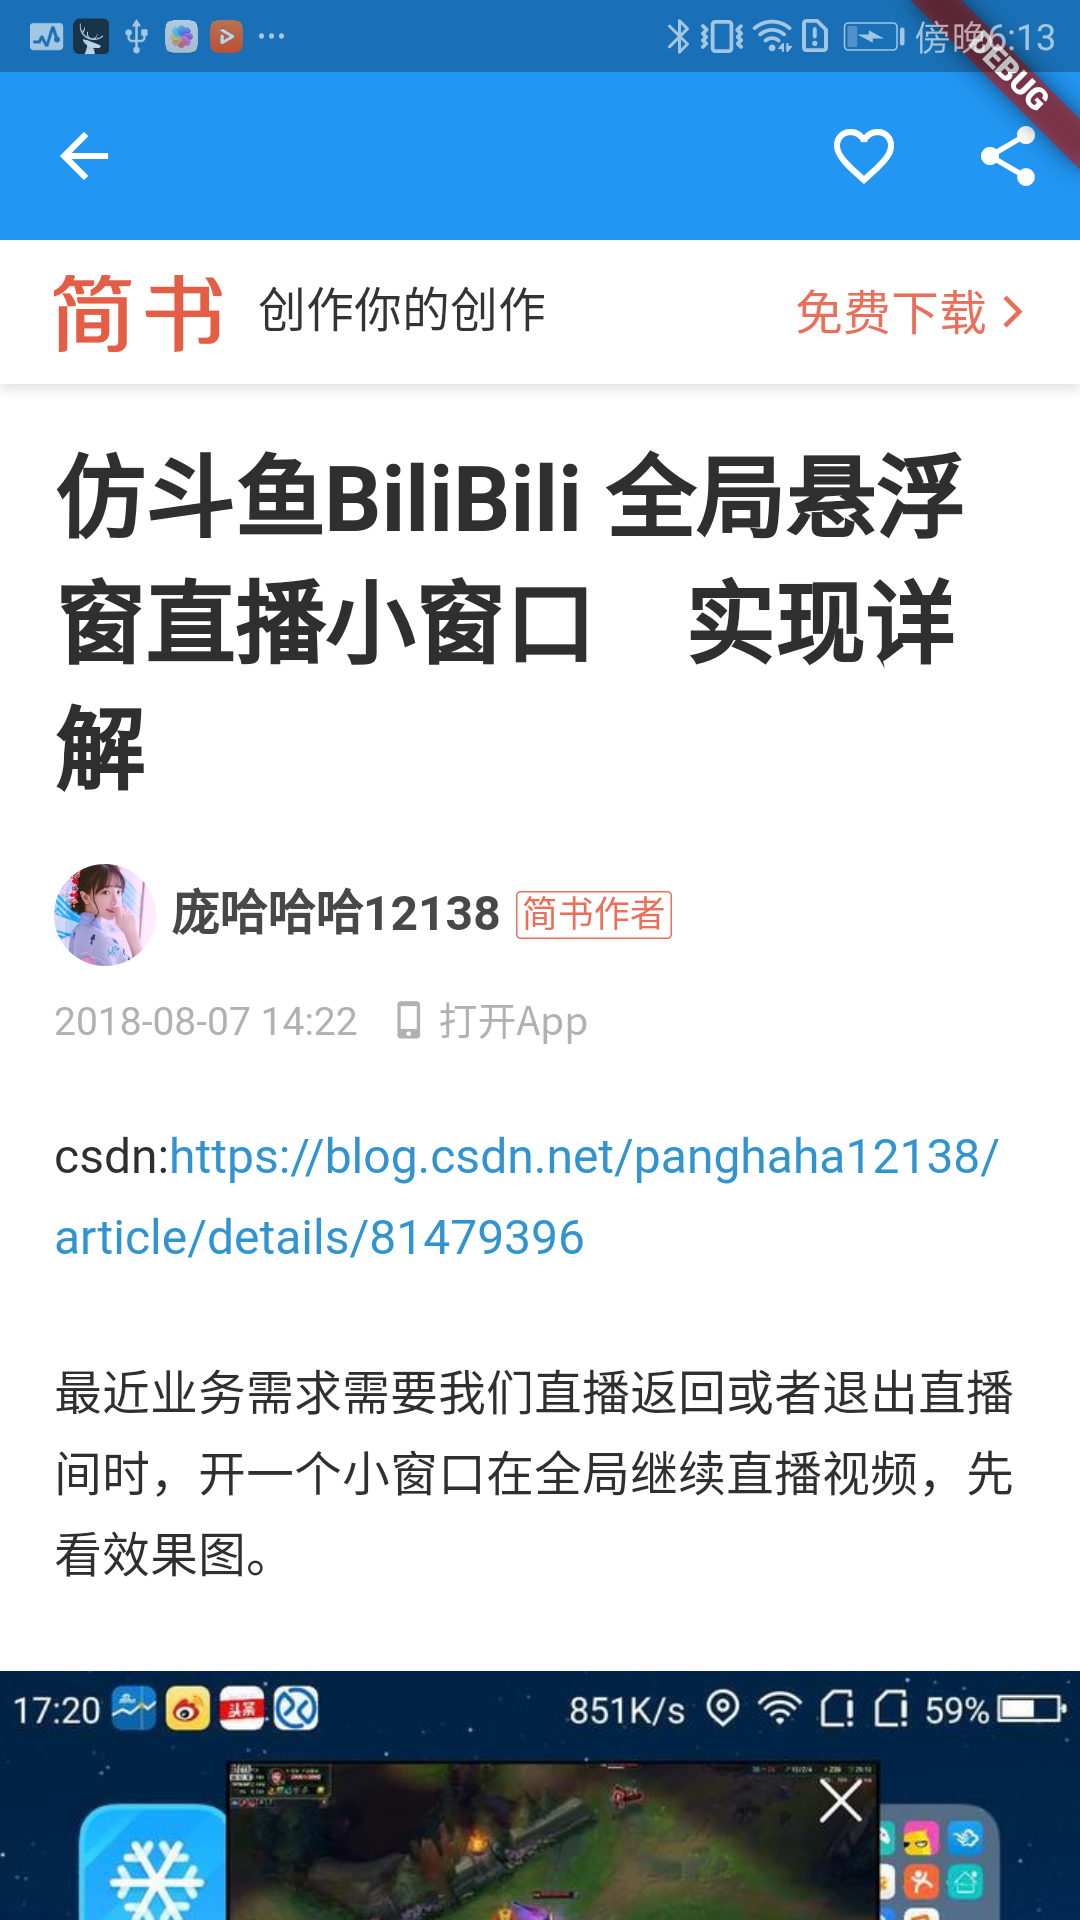 傍晚6:13
DEBUG
简书 创作你的创作 免费下载
仿斗鱼BiliBili 全局悬浮
窗直播小窗口　实现详
解
庞哈哈哈12138 简书作者
2018-08-07 14:22 打开App
csdn:https://blog.csdn.net/panghaha12138/
article/details/81479396
最近业务需求需要我们直播返回或者退出直播
间时，开一个小窗口在全局继续直播视频，先
看效果图。
17:20 头条 851K/s 59%